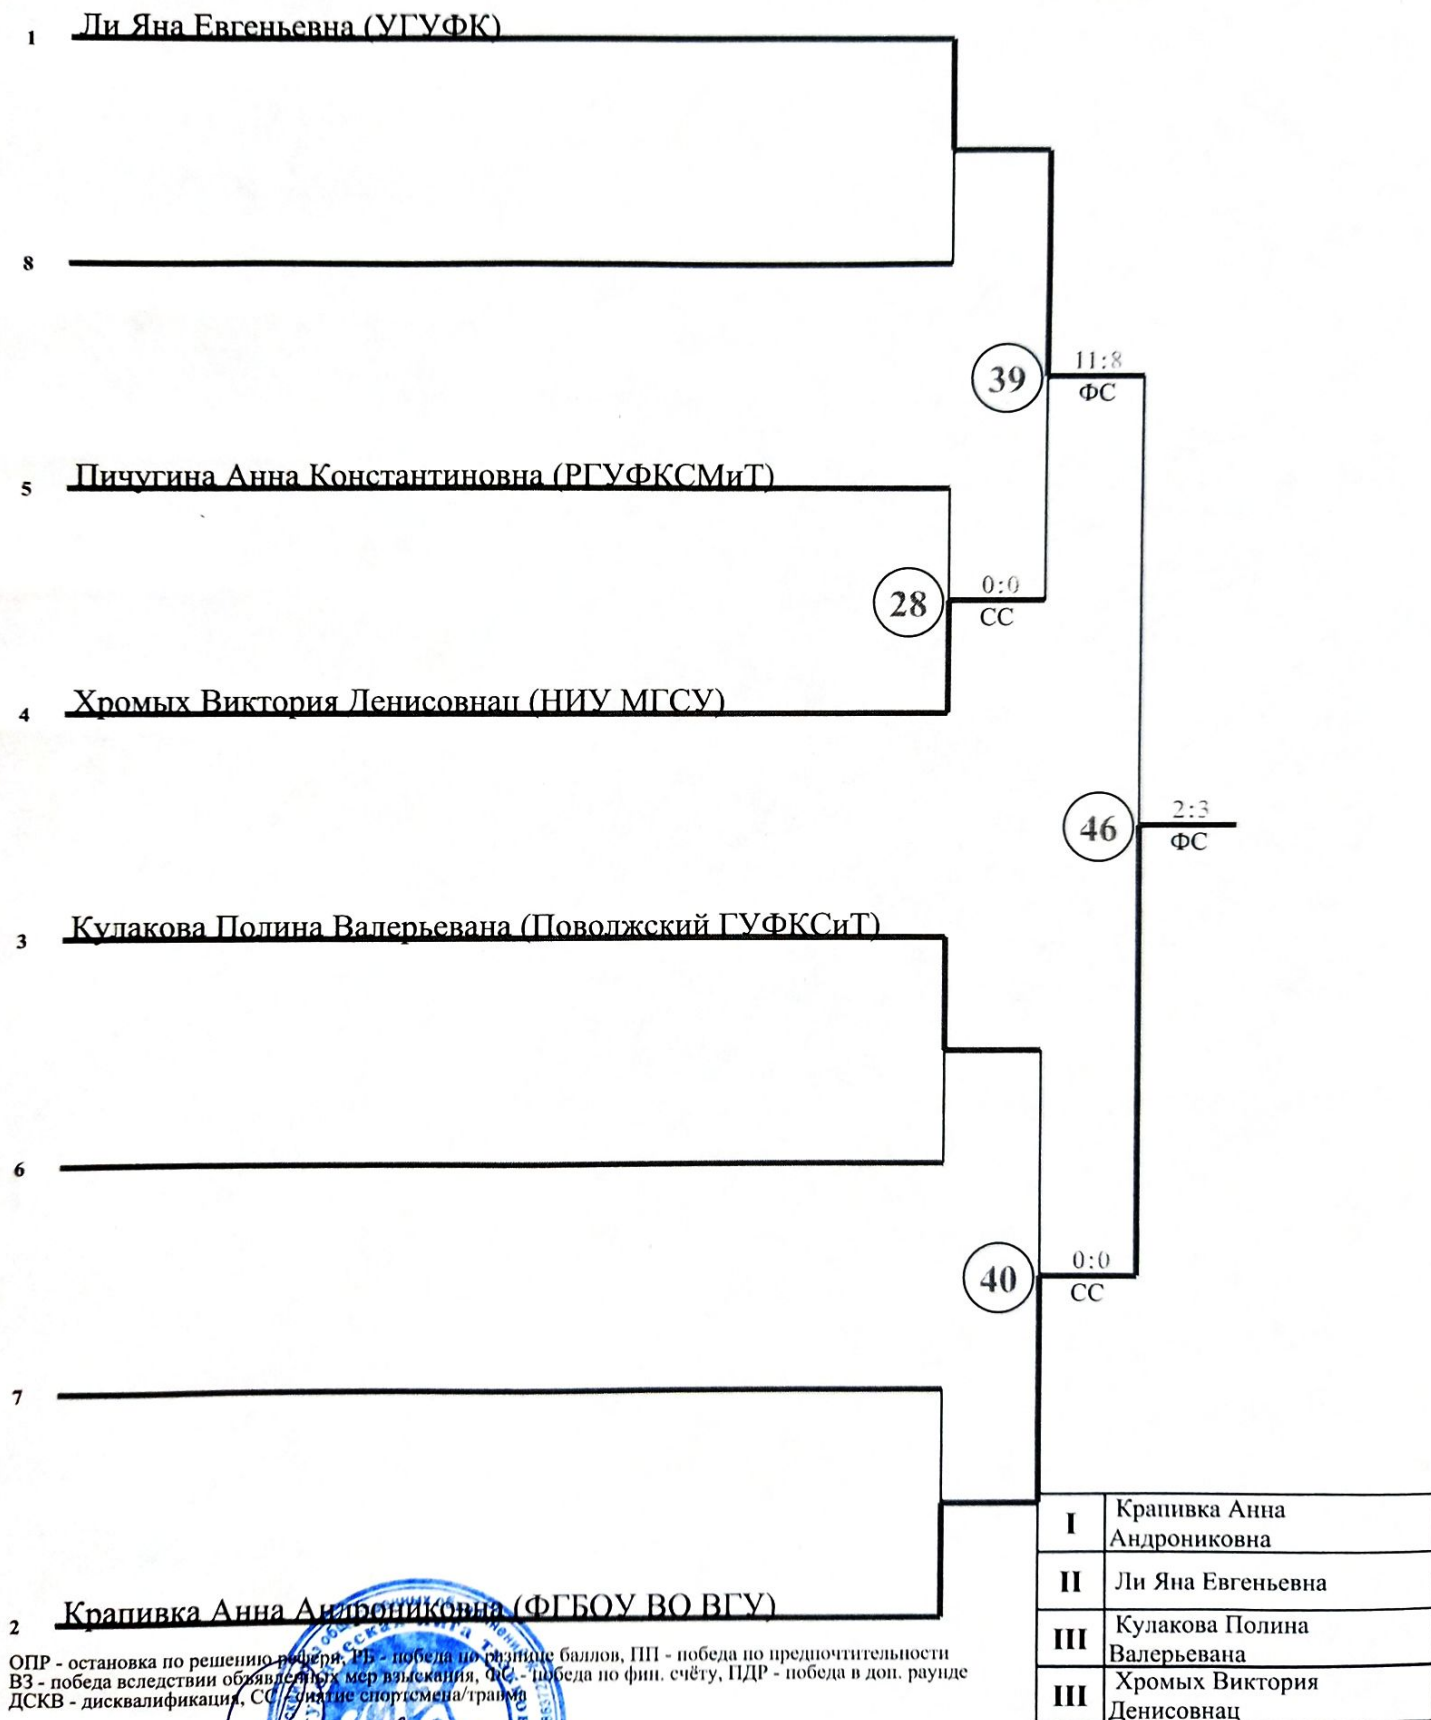 1 Ли Яна Евгеньевна (УГУФК)
8
39 11:8
ФС
5 Пичугина Анна Константиновна (РГУФКСМиТ)
28 0:0
СС
4 Хромых Виктория Денисовнац (НИУ МГСУ)
46 2:3
ФС
3 Кулакова Полина Валерьевана (Поволжский ГУФКСиТ)
6
40 0:0
СС
7
2 Крапивка Анна Андрониковна (ФГБОУ ВО ВГУ)
I Крапивка Анна
Андрониковна
II Ли Яна Евгеньевна
III Кулакова Полина
Валерьевана
III Хромых Виктория
Денисовнац
ОПР - остановка по решению рефери, РБ - победа по разнице баллов, ПП - победа по предпочтительности
ВЗ - победа вследствии объявленных мер взыскания, ФС - победа по фин. счёту, ПДР - победа в доп. раунде
ДСКВ - дисквалификация, СС - снятие спортсмена/травма